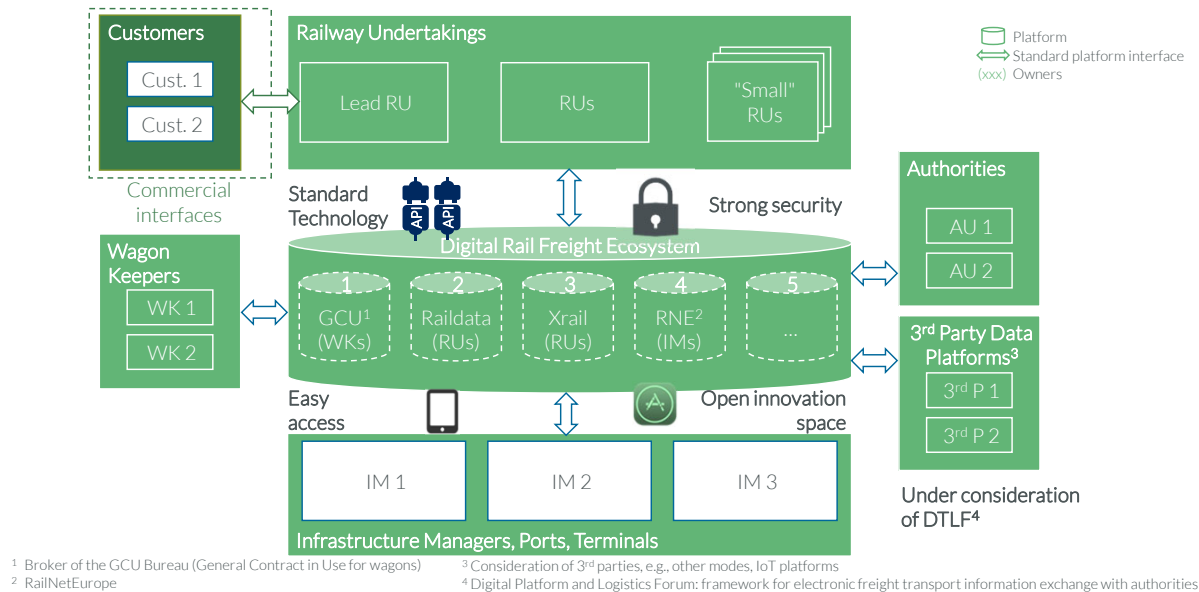 Customers
Cust. 1
Cust. 2
Commercial
interfaces
Railway Undertakings
Lead RU
RUs
"Small"
RUs
Platform
Standard platform interface
(xxx) Owners
Standard
Technology
API
API
Strong security
Authorities
AU 1
AU 2
Wagon
Keepers
WK 1
WK 2
Digital Rail Freight Ecosystem
1
GCU¹
(WKs)
2
Raildata
(RUs)
3
Xrail
(RUs)
4
RNE²
(IMs)
5
...
3rd Party Data
Platforms³
3rd P 1
3rd P 2
Under consideration
of DTLF⁴
Easy
access
Open innovation
space
IM 1
IM 2
IM 3
Infrastructure Managers, Ports, Terminals
¹ Broker of the GCU Bureau (General Contract in Use for wagons)
² RailNetEurope
³ Consideration of 3rd parties, e.g., other modes, IoT platforms
⁴ Digital Platform and Logistics Forum: framework for electronic freight transport information exchange with authorities